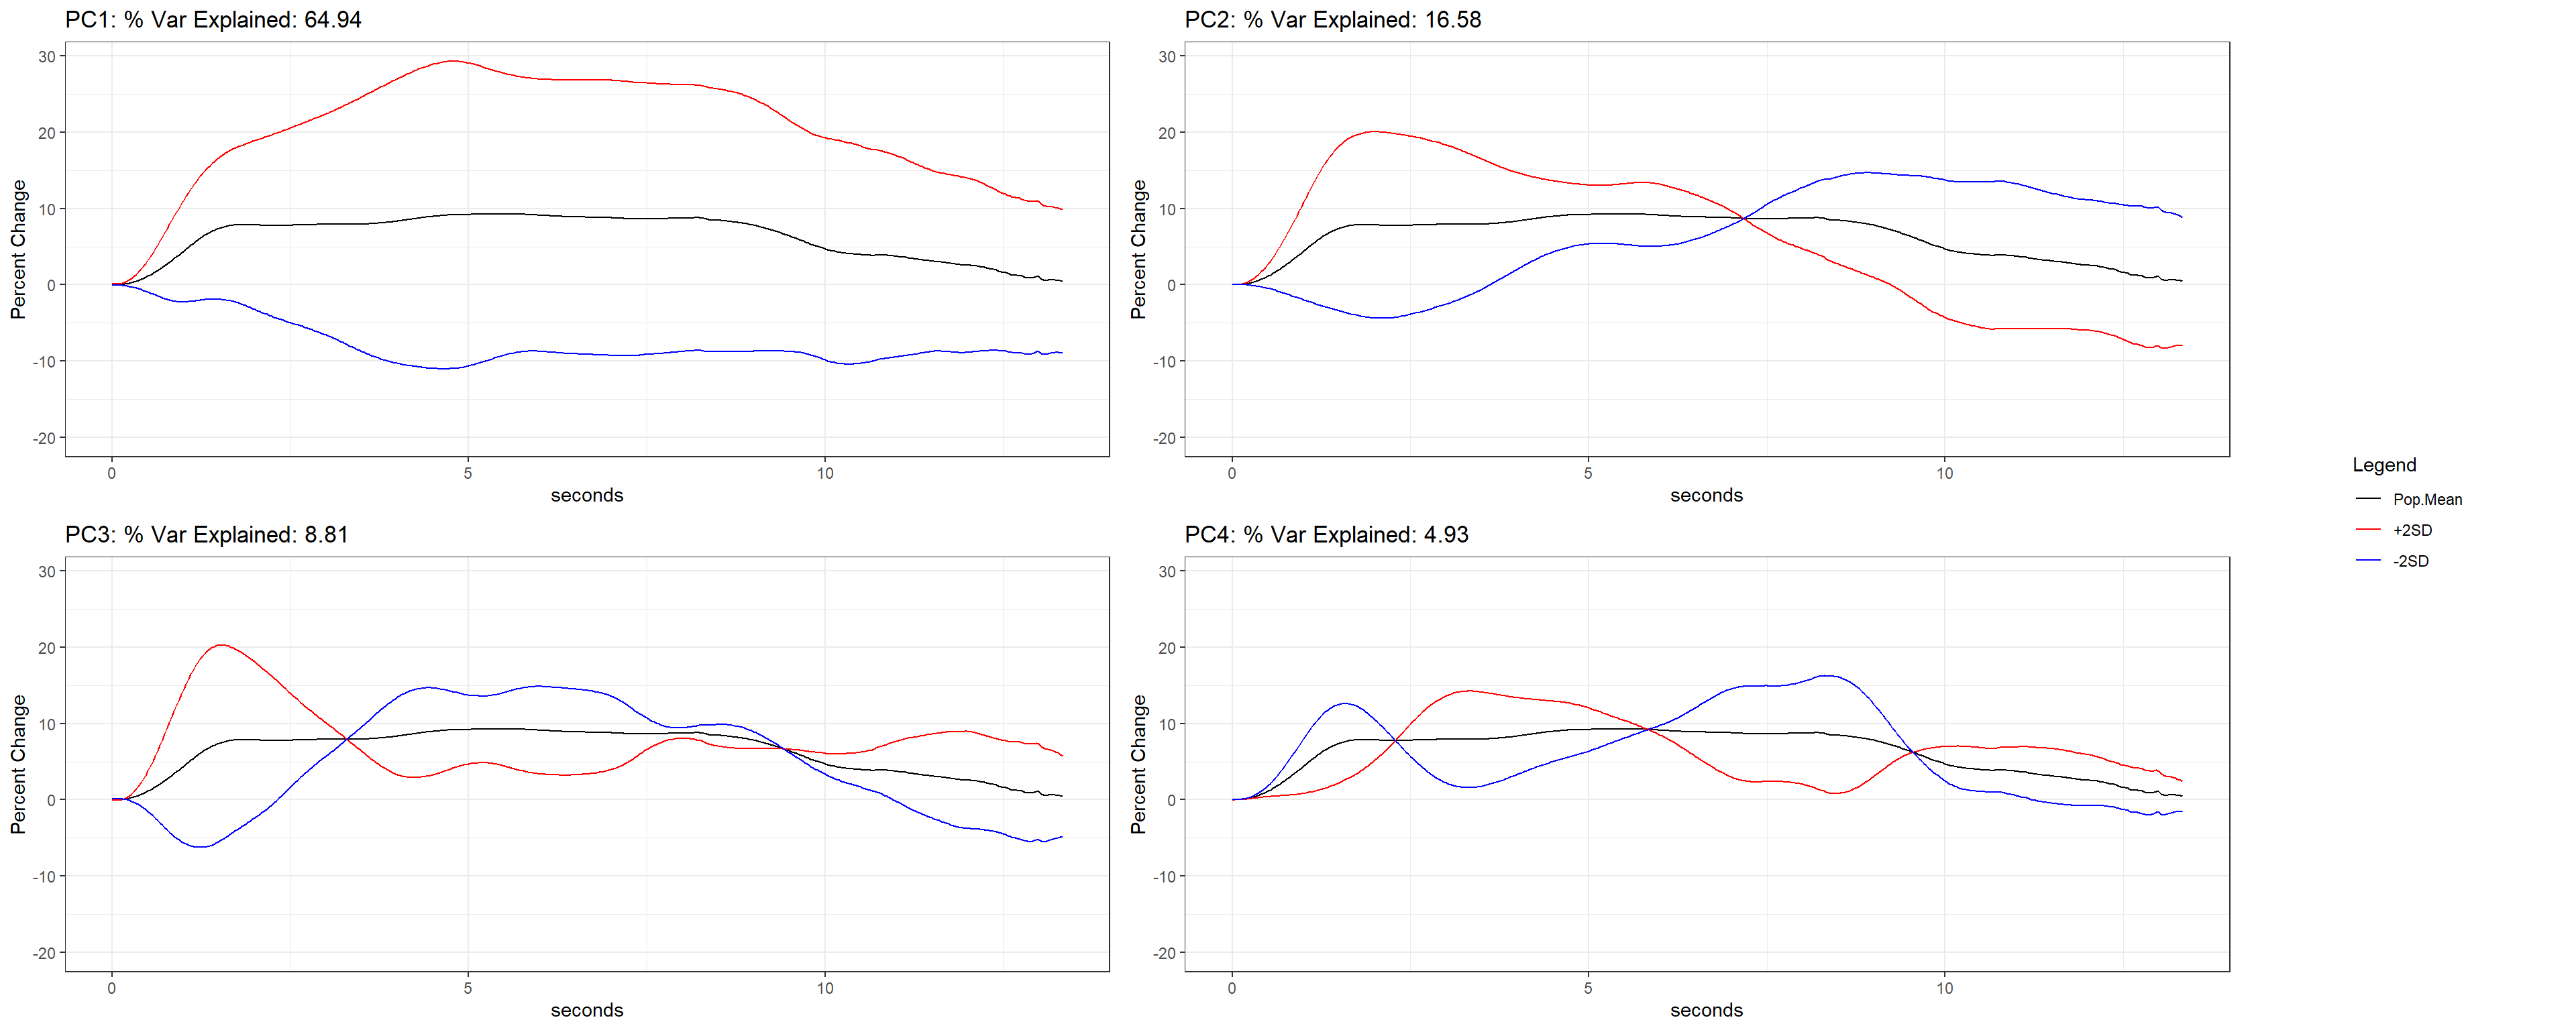 PC1: % Var Explained: 64.94
30
20
10
0
-10
-20
Percent Change
0 5 10
seconds
PC2: % Var Explained: 16.58
30
20
10
0
-10
-20
Percent Change
0 5 10
seconds
PC3: % Var Explained: 8.81
30
20
10
0
-10
-20
Percent Change
0 5 10
seconds
PC4: % Var Explained: 4.93
30
20
10
0
-10
-20
Percent Change
0 5 10
seconds
Legend
Pop.Mean
+2SD
-2SD